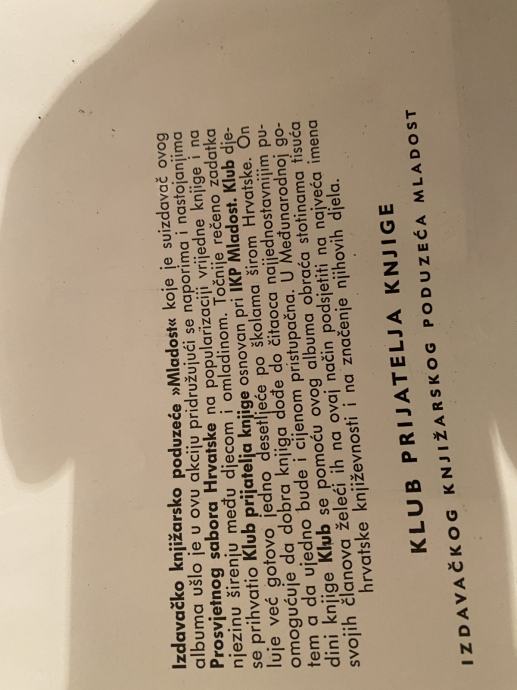 Izdavačko knjižarsko poduzeće »Mladost« koje je suizdavač ovog
albuma ušlo je u ovu akciju pridružujući se naporima i nastojanjima
Prosvjetnog sabora Hrvatske na popularizaciji vrijedne knjige i na
njezinu širenju među djecom i omladinom. Točnije rečeno zadatka
se prihvatio Klub prijatelja knjige osnovan pri IKP Mladost. Klub dje-
luje već gotovo jedno desetljeće po školama širom Hrvatske. On
omogućuje da dobra knjiga dođe do čitaoca najjednostavnijim pu-
tem a da ujedno bude i cijenom pristupačna. U Međunarodnoj go-
dini knjige Klub se pomoću ovog albuma obraća stotinama tisuća
svojih članova želeći ih na ovaj način podsjetiti na najveća imena
hrvatske književnosti i na značenje njihovih djela.
KLUB PRIJATELJA KNJIGE
IZDAVAČKOG KNJIŽARSKOG PODUZEĆA MLADOST